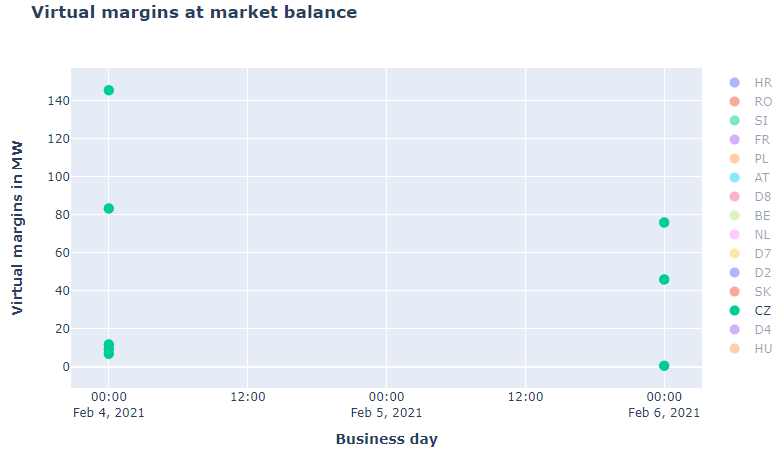 Virtual margins at market balance
Virtual margins in MW
140
120
100
80
60
40
20
0
00:00
Feb 4, 2021
12:00
00:00
Feb 5, 2021
12:00
00:00
Feb 6, 2021
Business day
HR
RO
SI
FR
PL
AT
D8
BE
NL
D7
D2
SK
CZ
D4
HU